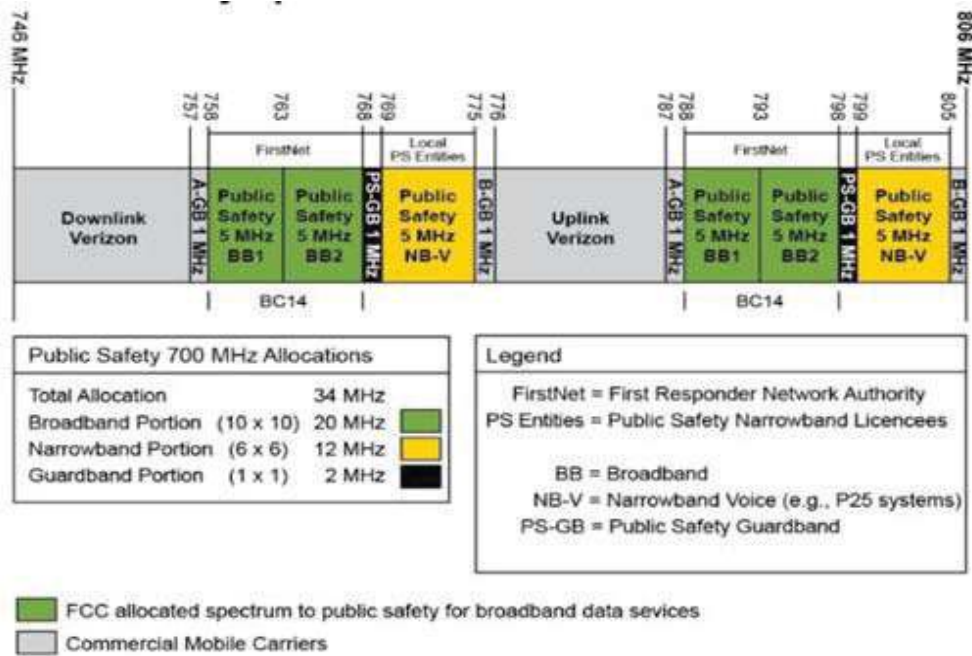 746 MHz
757
758
763
768
769
775
776
787
788
793
798
799
805
806 MHz
FirstNet
Local
PS Entities
FirstNet
Local
PS Entities
Downlink
Verizon
A-GB 1 MHz
Public
Safety
5 MHz
BB1
Public
Safety
5 MHz
BB2
PS-GB 1 MHz
Public
Safety
5 MHz
NB-V
B-GB 1 MHz
Uplink
Verizon
A-GB 1 MHz
Public
Safety
5 MHz
BB1
Public
Safety
5 MHz
BB2
PS-GB 1 MHz
Public
Safety
5 MHz
NB-V
B-GB 1 MHz
BC14
BC14
Public Safety 700 MHz Allocations
Total Allocation 34 MHz
Broadband Portion (10 x 10) 20 MHz
Narrowband Portion (6 x 6) 12 MHz
Guardband Portion (1 x 1) 2 MHz
Legend
FirstNet = First Responder Network Authority
PS Entities = Public Safety Narrowband Licencees
BB = Broadband
NB-V = Narrowband Voice (e.g., P25 systems)
PS-GB = Public Safety Guardband
FCC allocated spectrum to public safety for broadband data sevices
Commercial Mobile Carriers